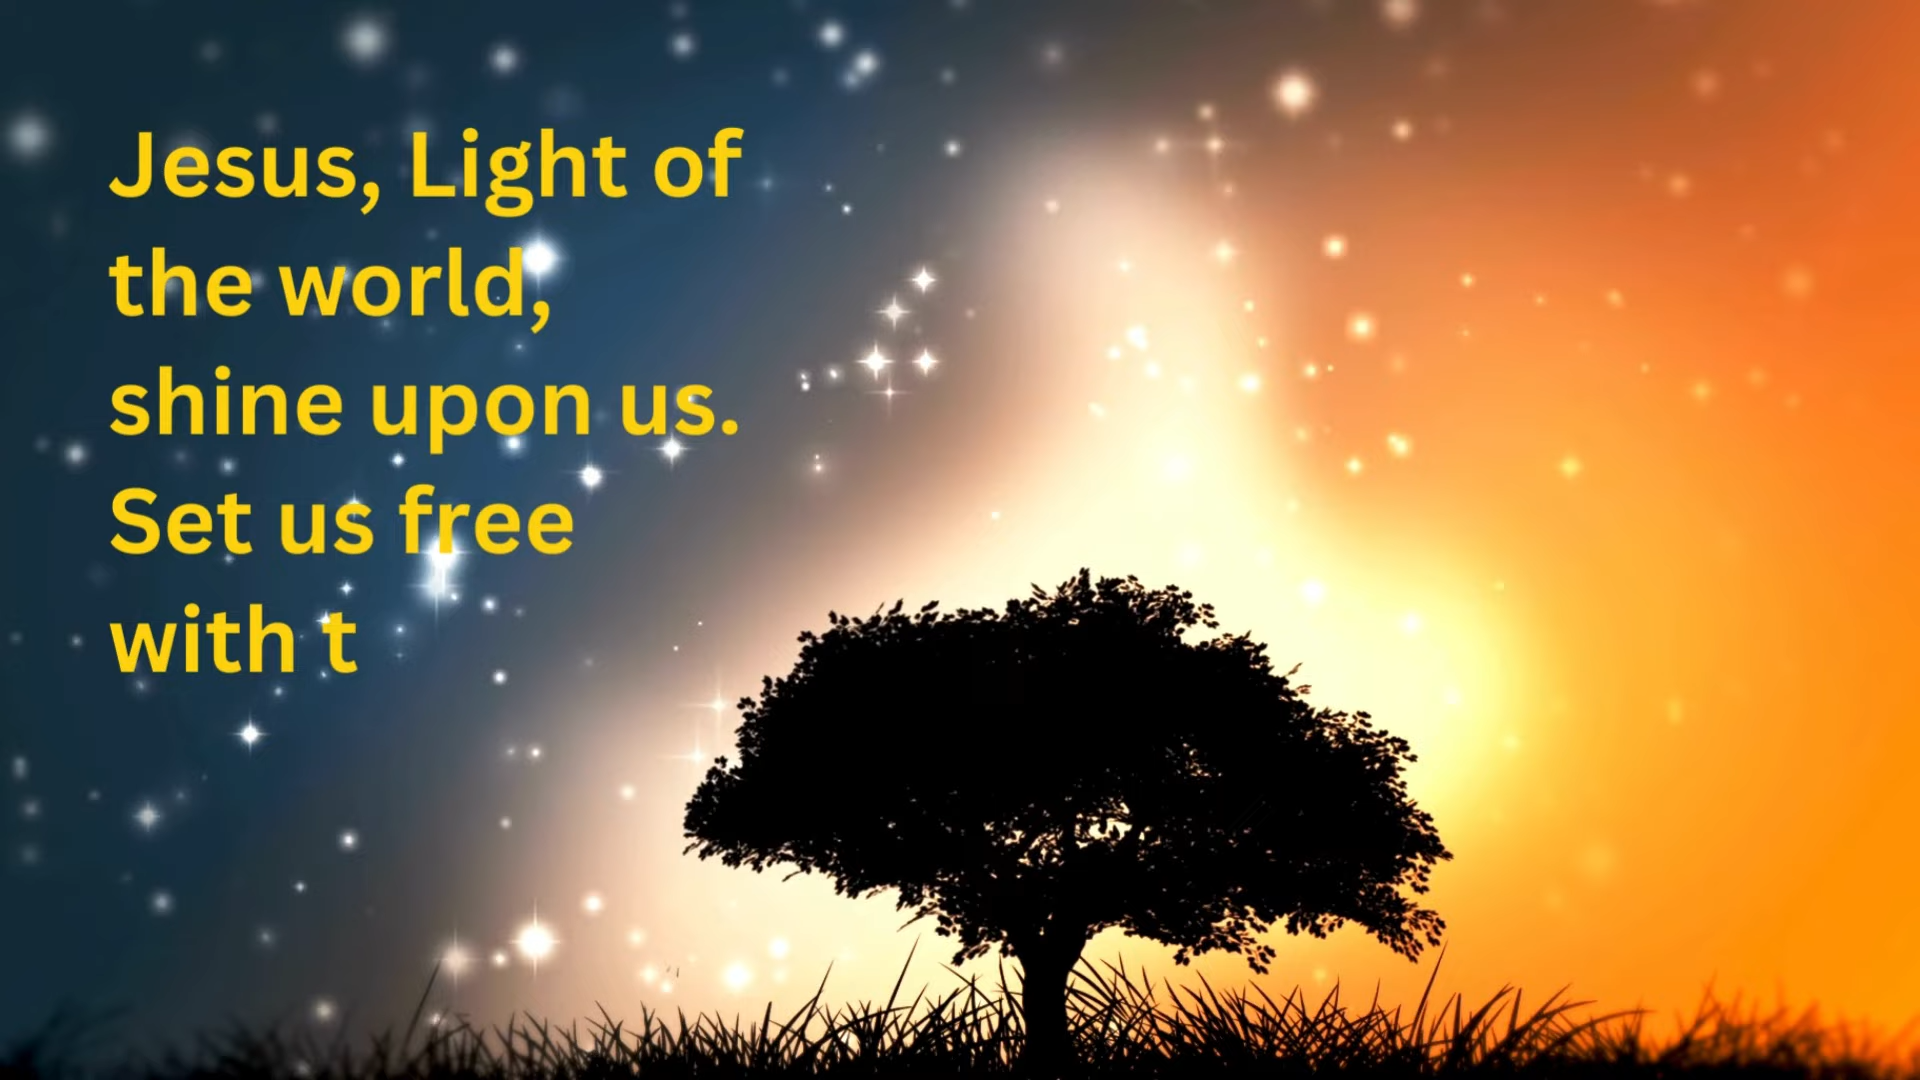 Jesus, Light of
the world,
shine upon us.
Set us free
with t